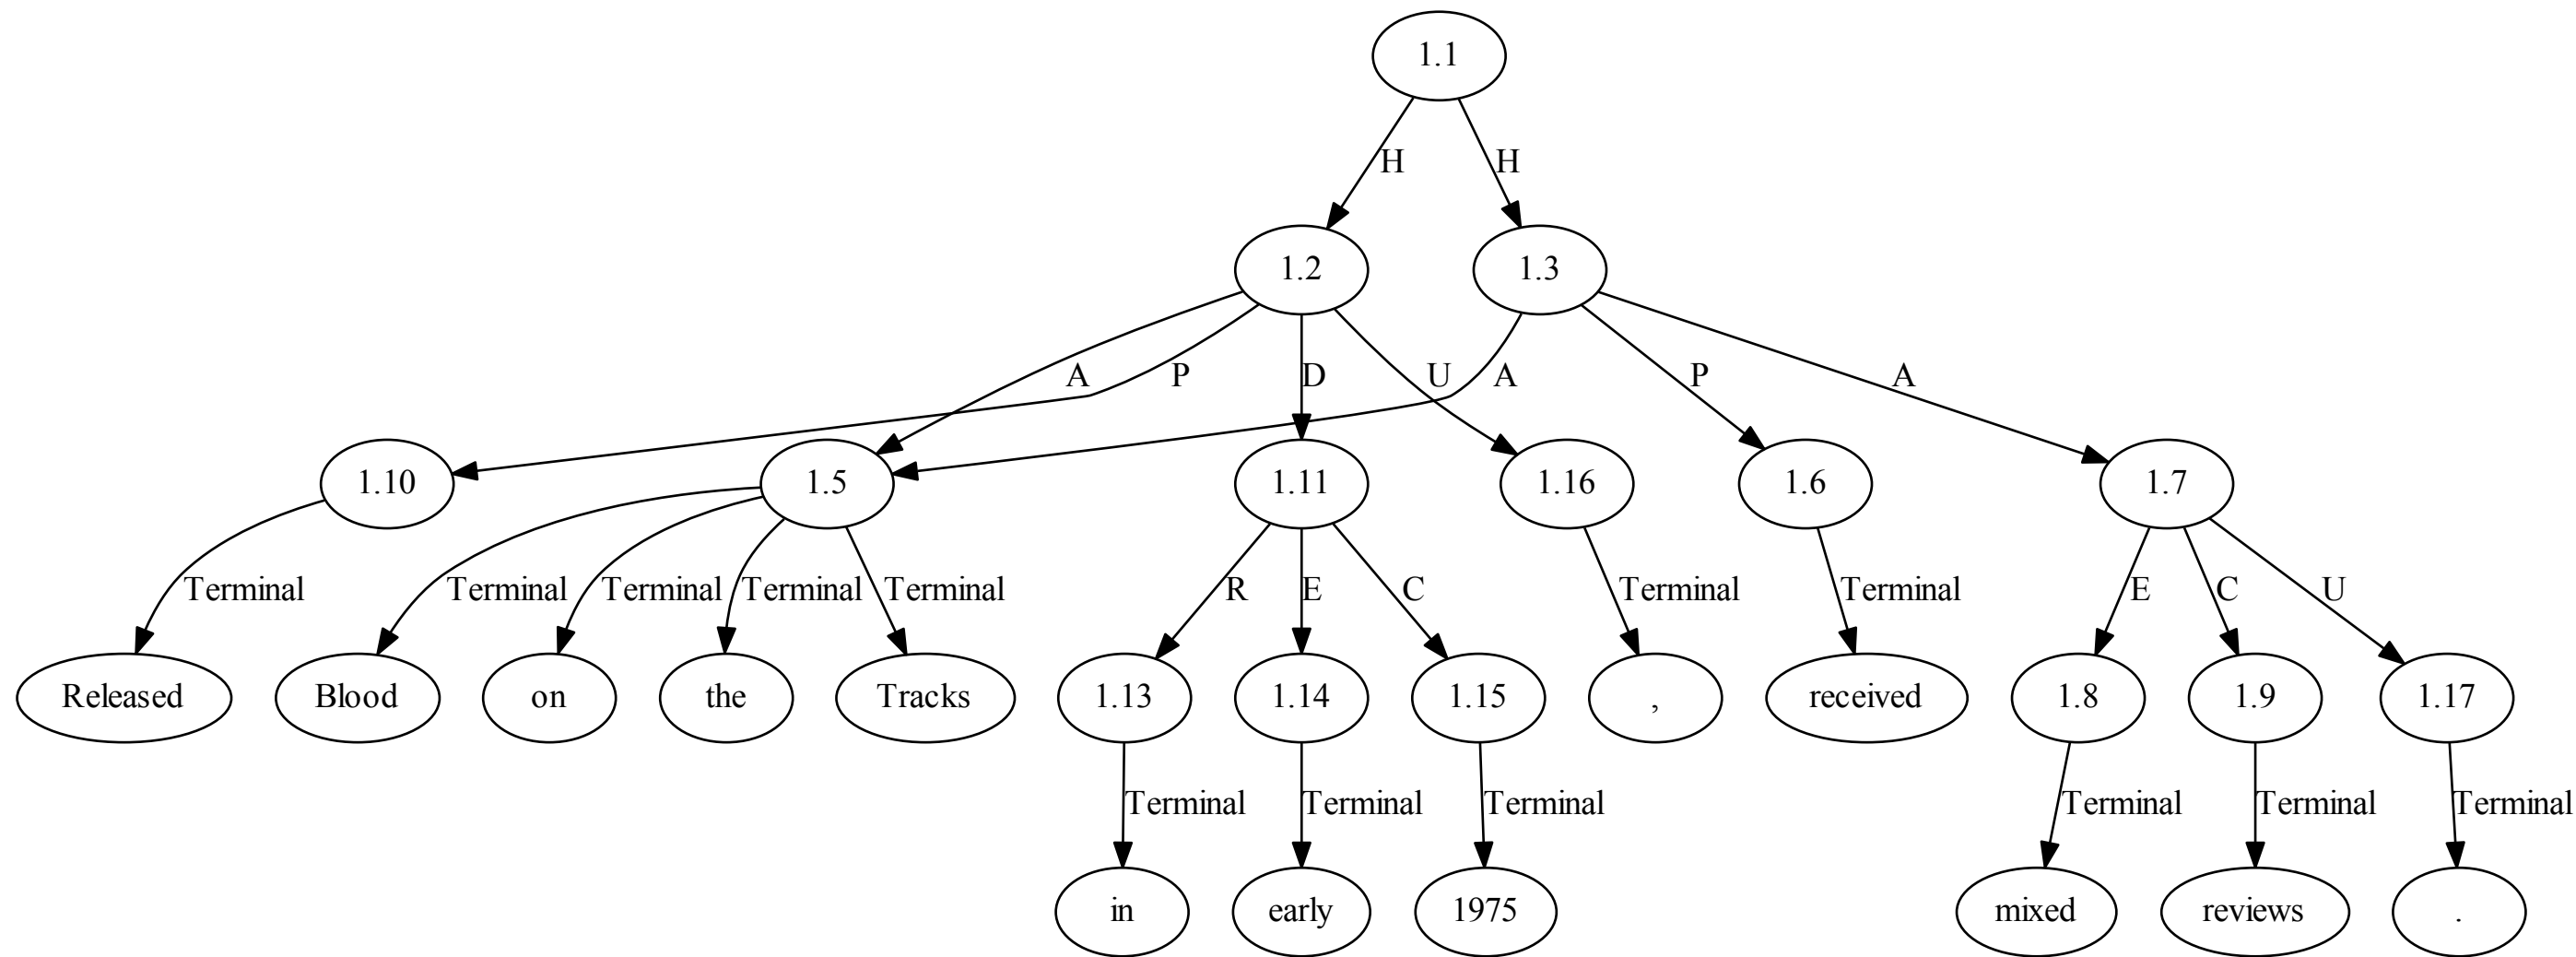 1.1
H H
1.2 1.3
A P D U A P A
1.10 1.5 1.11 1.16 1.6 1.7
Terminal Terminal Terminal Terminal Terminal R E C Terminal Terminal E C U
Released Blood on the Tracks 1.13 1.14 1.15 , received 1.8 1.9 1.17
Terminal Terminal Terminal Terminal Terminal Terminal
in early 1975 mixed reviews .